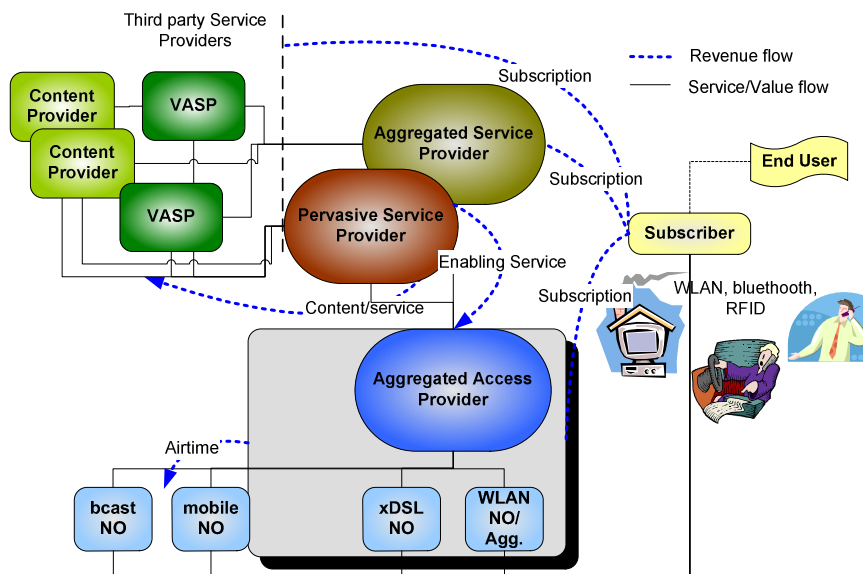 Third party Service
Providers
Revenue flow
Service/Value flow
Subscription
Content
Provider
VASP
Aggregated Service
Provider
Content
Provider
End User
Subscription
VASP
Pervasive Service
Provider
Subscriber
Enabling Service
Subscription
WLAN, bluethooth,
RFID
Content/service
Aggregated Access
Provider
Airtime
bcast
NO
mobile
NO
xDSL
NO
WLAN
NO/
Agg.